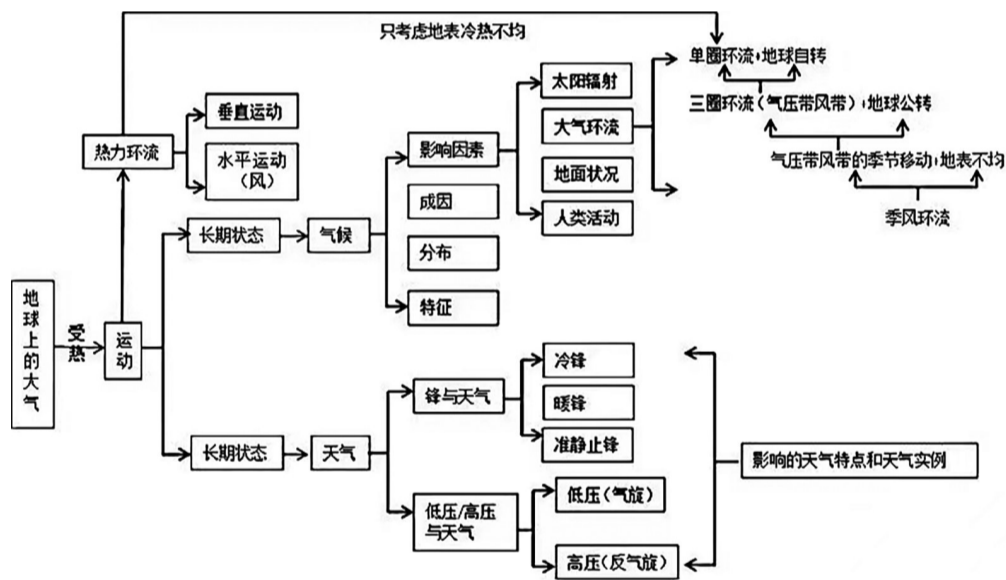 只考虑地表冷热不均
单圈环流+地球自转
三圈环流（气压带风带）+地球公转
气压带风带的季节移动+地表不均
季风环流
太阳辐射
大气环流
地面状况
人类活动
垂直运动
热力环流
水平运动
（风）
影响因素
成因
分布
特征
长期状态
气候
地球上的大气
受热
运动
冷锋
暖锋
准静止锋
锋与天气
长期状态
天气
影响的天气特点和天气实例
低压/高压
与天气
低压（气旋）
高压（反气旋）